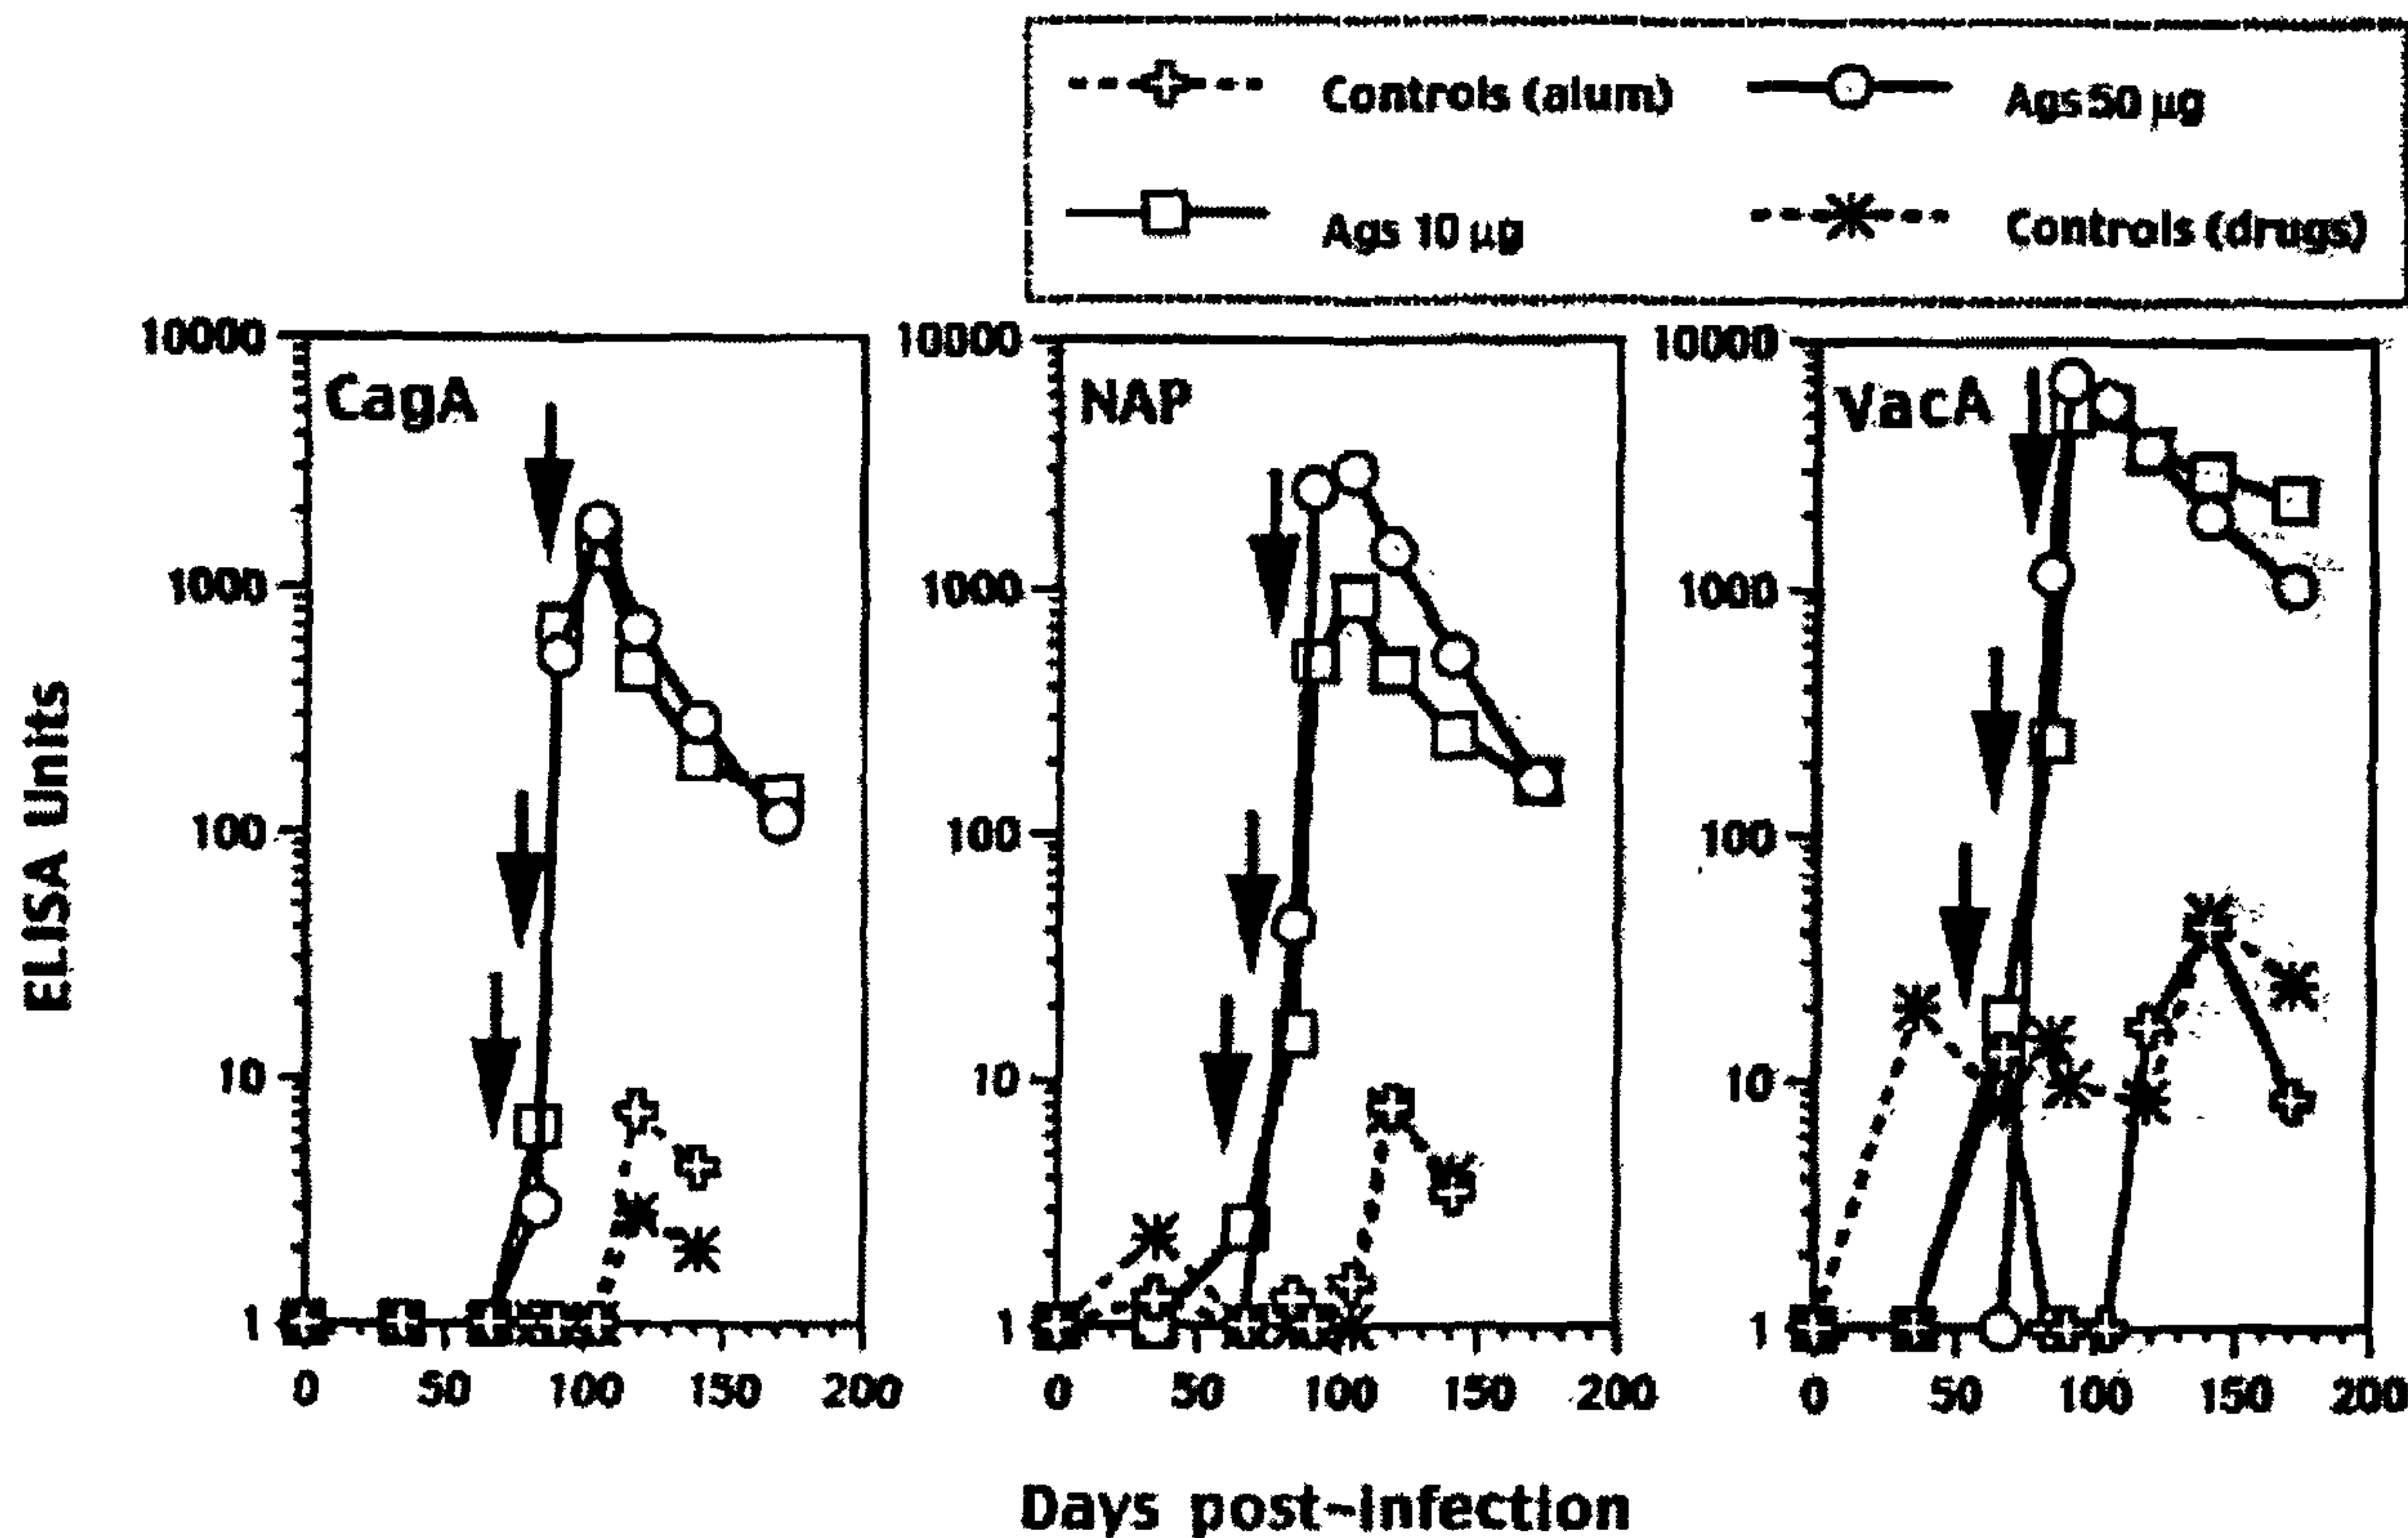 Controls (alum) Ags 50 µg
Ags 10 µg Controls (drugs)
10000 10000 10000
CagA NAP VacA
1000 1000 1000
100 100 100
10 10 10
1 1 1
0 50 100 150 200 0 50 100 150 200 0 50 100 150 200
ELISA Units
Days post-infection